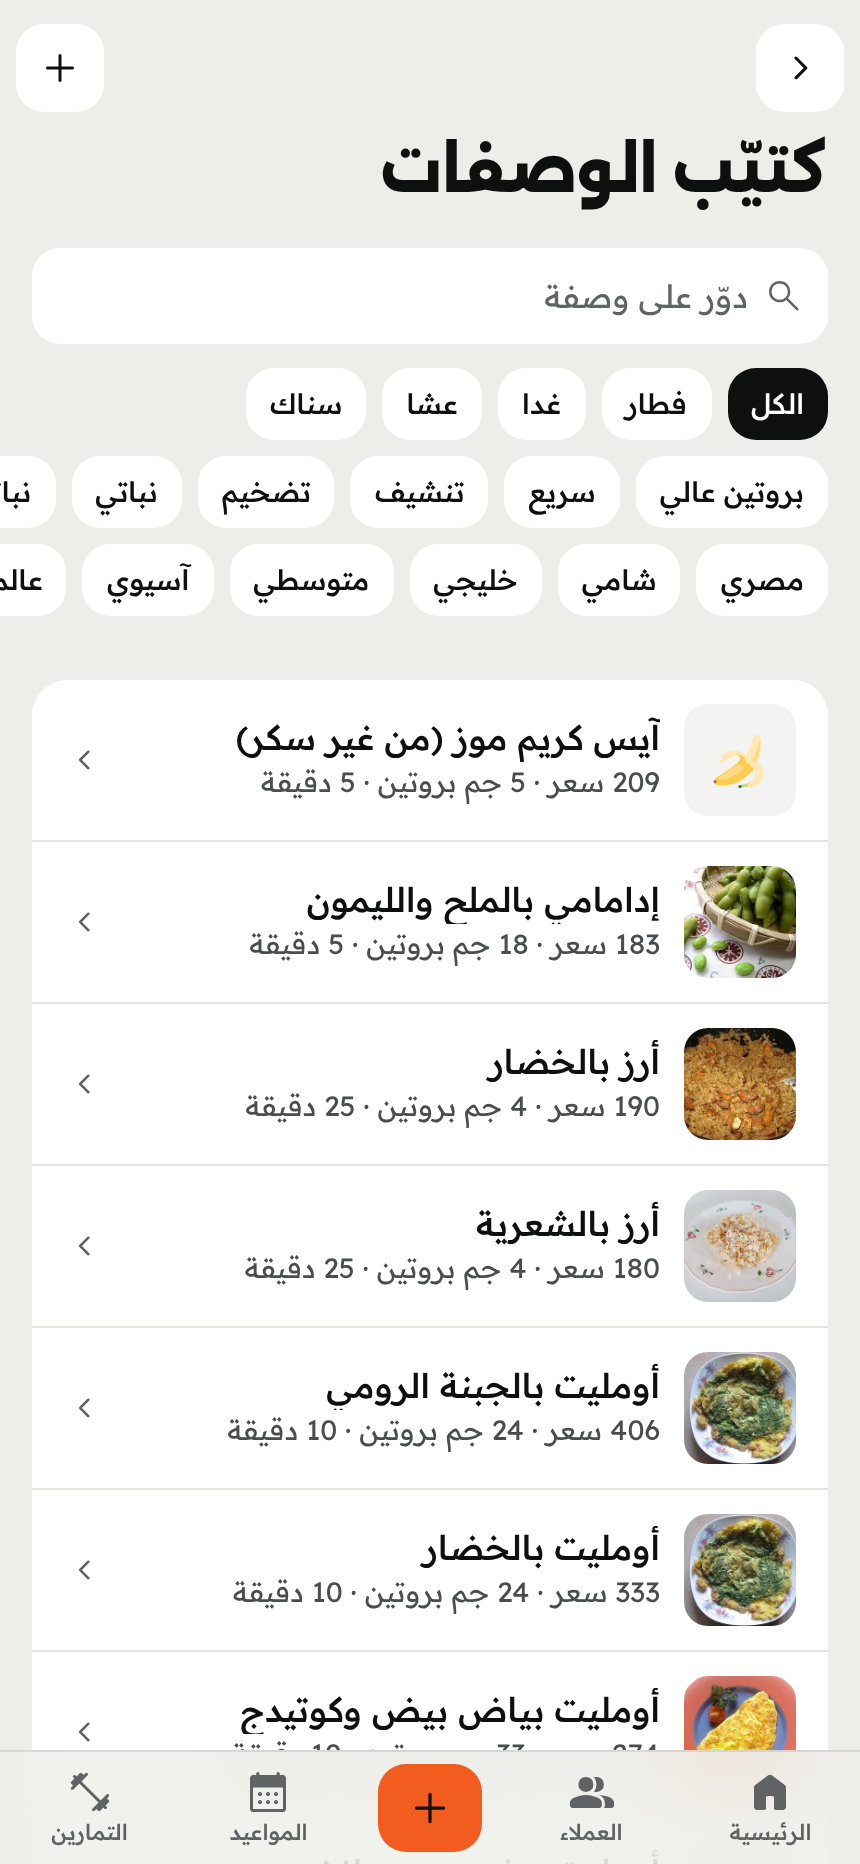 كتيّب الوصفات
دوّر على وصفة
الكل فطار غدا عشا سناك
بروتين عالي سريع تنشيف تضخيم نباتي
مصري شامي خليجي متوسطي آسيوي
آيس كريم موز (من غير سكر)
209 سعر · 5 جم بروتين · 5 دقيقة
إدامامي بالملح والليمون
183 سعر · 18 جم بروتين · 5 دقيقة
أرز بالخضار
190 سعر · 4 جم بروتين · 25 دقيقة
أرز بالشعرية
180 سعر · 4 جم بروتين · 25 دقيقة
أومليت بالجبنة الرومي
406 سعر · 24 جم بروتين · 10 دقيقة
أومليت بالخضار
333 سعر · 24 جم بروتين · 10 دقيقة
أومليت بياض بيض وكوتيدج
الرئيسية العملاء المواعيد التمارين